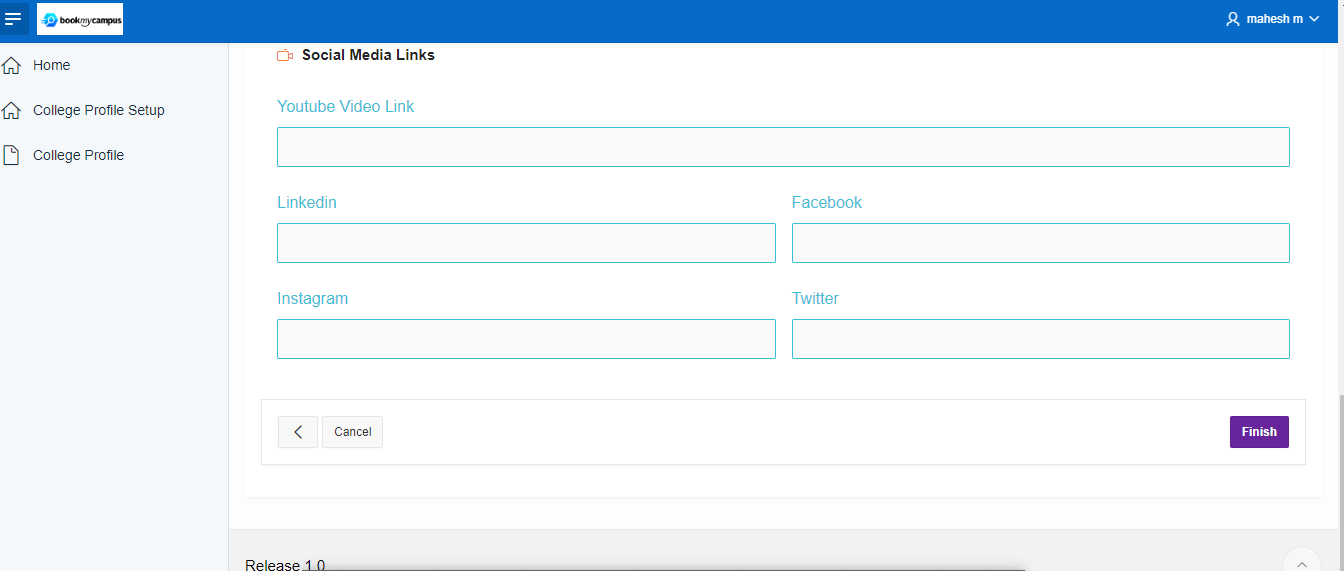 bookmycampus
mahesh m
Home
College Profile Setup
College Profile
Social Media Links
Youtube Video Link
Linkedin
Facebook
Instagram
Twitter
Cancel
Finish
Release 1.0